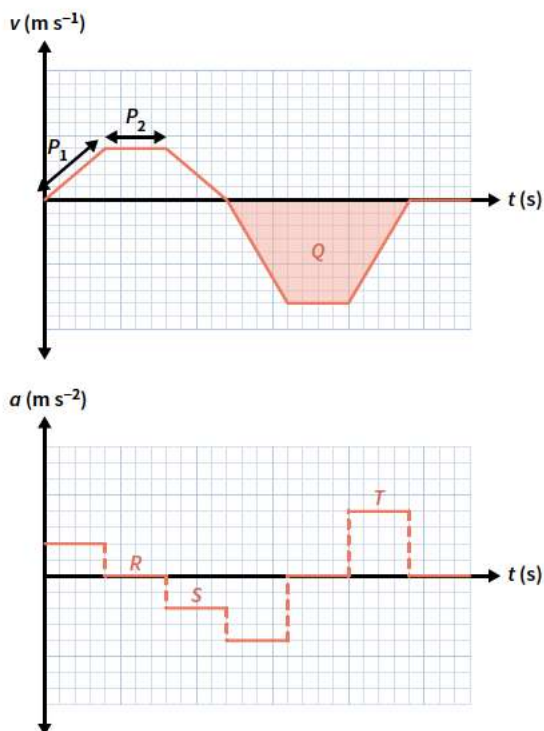 v (m s⁻¹)
P₂
P₁
t (s)
Q
a (m s⁻²)
T
R
t (s)
S